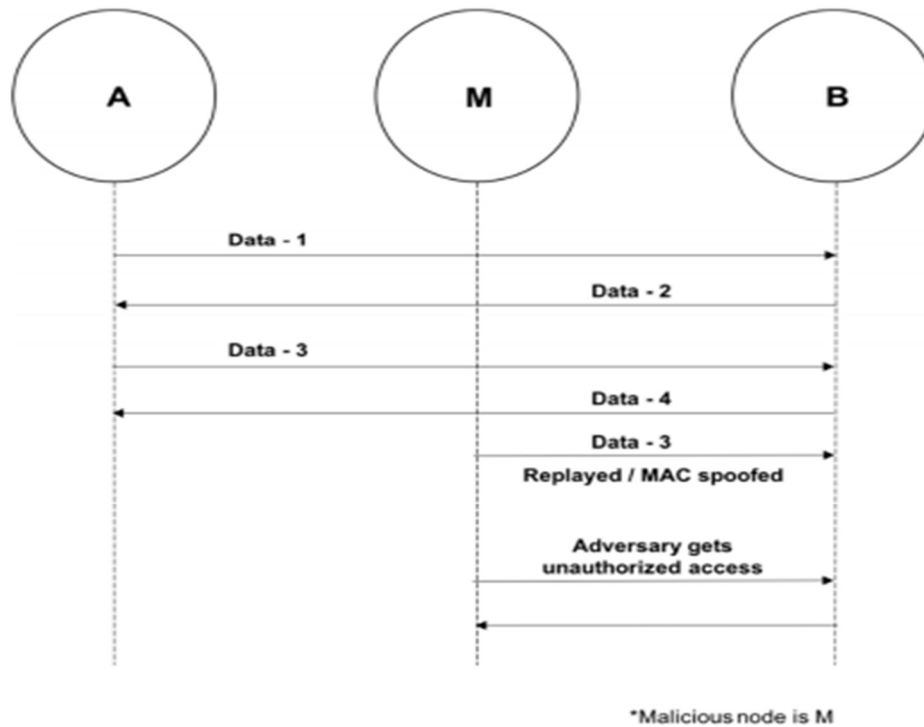 A
M
B
Data - 1
Data - 2
Data - 3
Data - 4
Data - 3
Replayed / MAC spoofed
Adversary gets
unauthorized access
*Malicious node is M